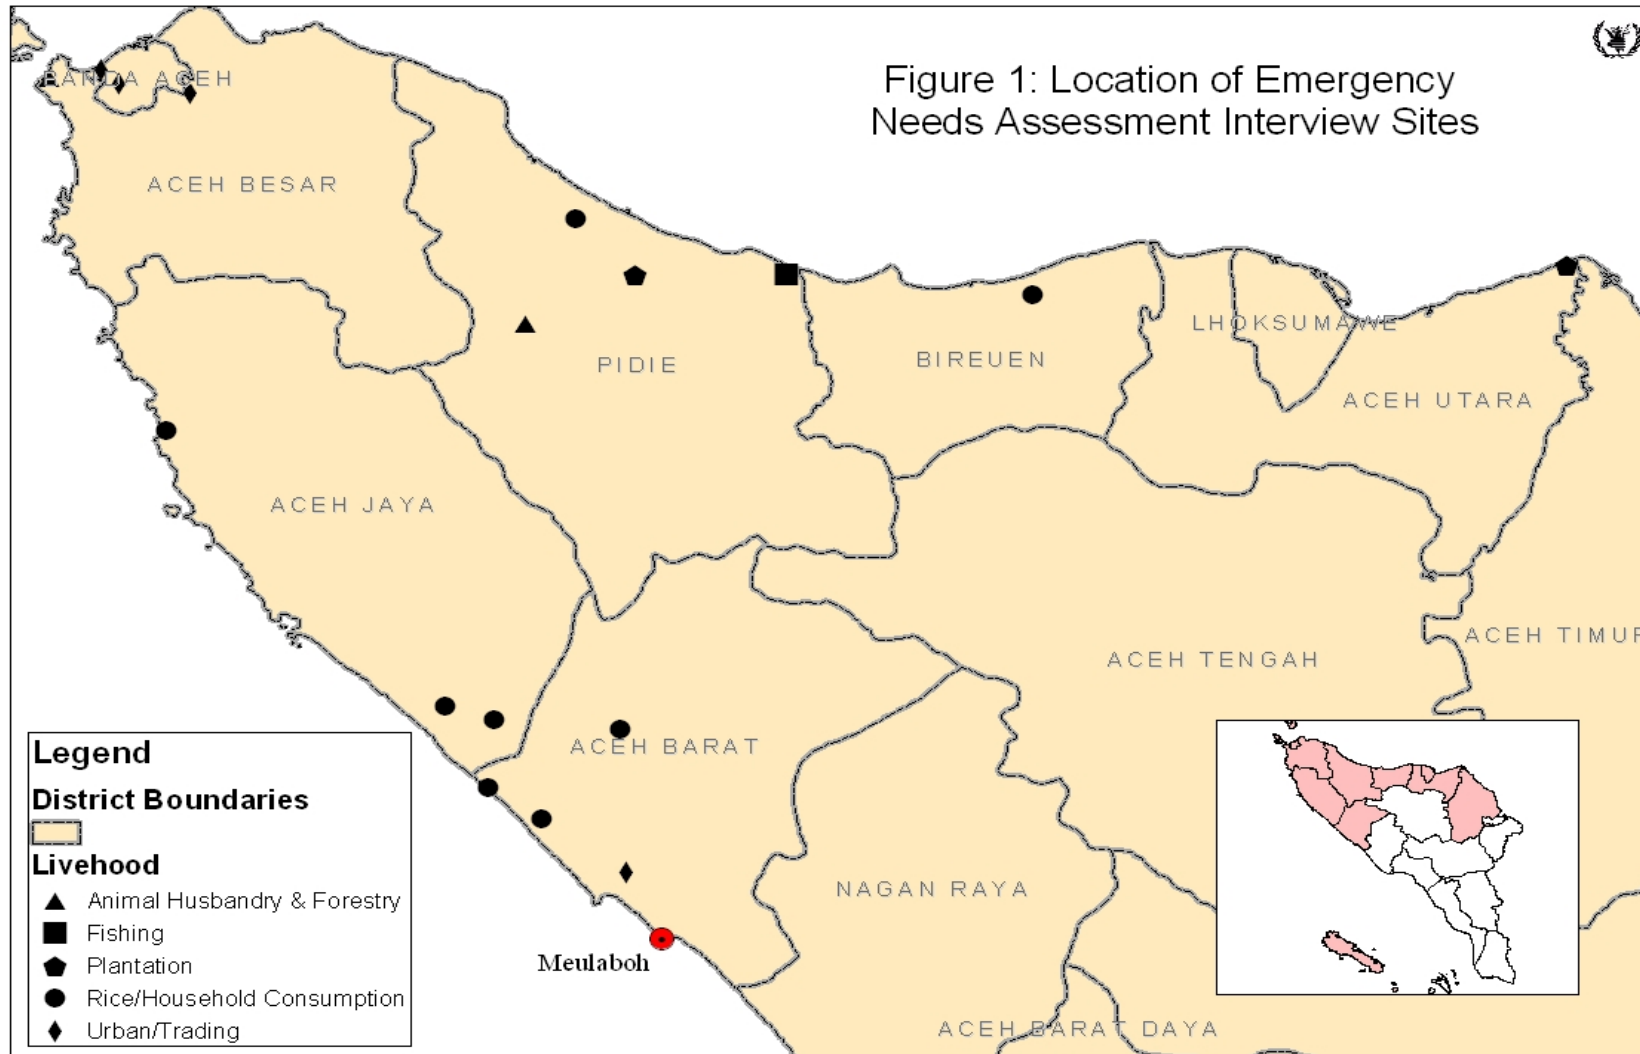 Figure 1: Location of Emergency
Needs Assessment Interview Sites
BANDA ACEH
ACEH BESAR
LHOKSUMAWE
PIDIE
BIREUEN
ACEH UTARA
ACEH JAYA
ACEH TIMUR
ACEH TENGAH
ACEH BARAT
NAGAN RAYA
Meulaboh
ACEH BARAT DAYA
Legend
District Boundaries
Livehood
Animal Husbandry & Forestry
Fishing
Plantation
Rice/Household Consumption
Urban/Trading